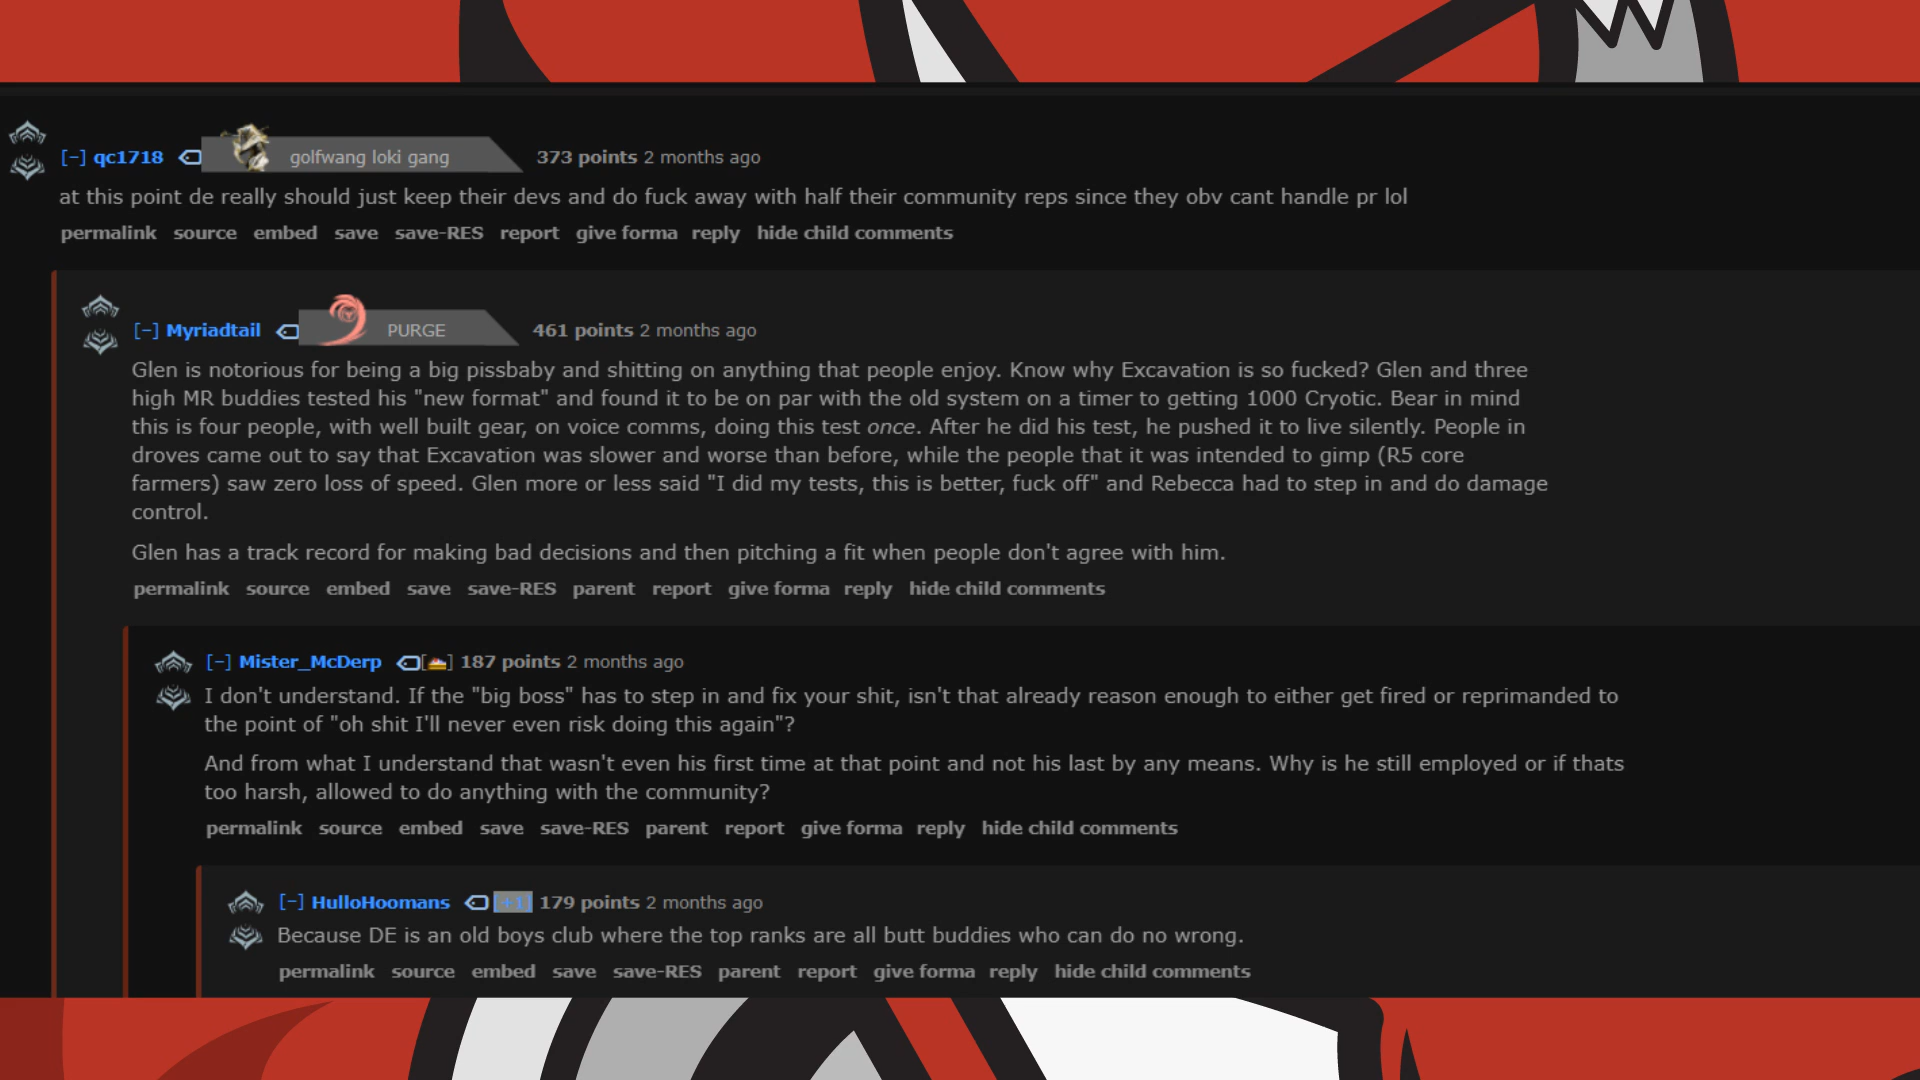 [−] qc1718 golfwang loki gang 373 points 2 months ago
at this point de really should just keep their devs and do fuck away with half their community reps since they obv cant handle pr lol
permalink source embed save save-RES report give forma reply hide child comments
[−] Myriadtail PURGE 461 points 2 months ago
Glen is notorious for being a big pissbaby and shitting on anything that people enjoy. Know why Excavation is so fucked? Glen and three
high MR buddies tested his "new format" and found it to be on par with the old system on a timer to getting 1000 Cryotic. Bear in mind
this is four people, with well built gear, on voice comms, doing this test once. After he did his test, he pushed it to live silently. People in
droves came out to say that Excavation was slower and worse than before, while the people that it was intended to gimp (R5 core
farmers) saw zero loss of speed. Glen more or less said "I did my tests, this is better, fuck off" and Rebecca had to step in and do damage
control.
Glen has a track record for making bad decisions and then pitching a fit when people don't agree with him.
permalink source embed save save-RES parent report give forma reply hide child comments
[−] Mister_McDerp [🍰] 187 points 2 months ago
I don't understand. If the "big boss" has to step in and fix your shit, isn't that already reason enough to either get fired or reprimanded to
the point of "oh shit I'll never even risk doing this again"?
And from what I understand that wasn't even his first time at that point and not his last by any means. Why is he still employed or if thats
too harsh, allowed to do anything with the community?
permalink source embed save save-RES parent report give forma reply hide child comments
[−] HulloHoomans [+1] 179 points 2 months ago
Because DE is an old boys club where the top ranks are all butt buddies who can do no wrong.
permalink source embed save save-RES parent report give forma reply hide child comments